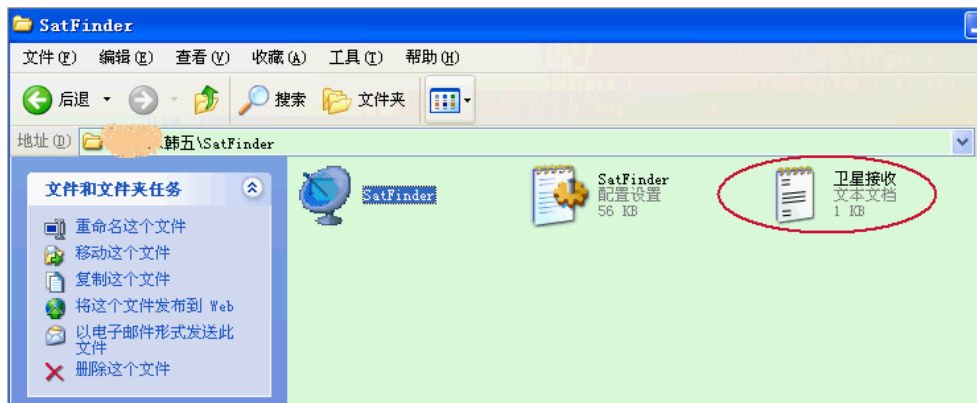 SatFinder
文件(F) 编辑(E) 查看(V) 收藏(A) 工具(T) 帮助(H)
后退 搜索 文件夹
地址(D) 韩五\SatFinder
文件和文件夹任务
重命名这个文件
移动这个文件
复制这个文件
将这个文件发布到 Web
以电子邮件形式发送此
文件
删除这个文件
SatFinder
SatFinder
配置设置
56 KB
卫星接收
文本文档
1 KB